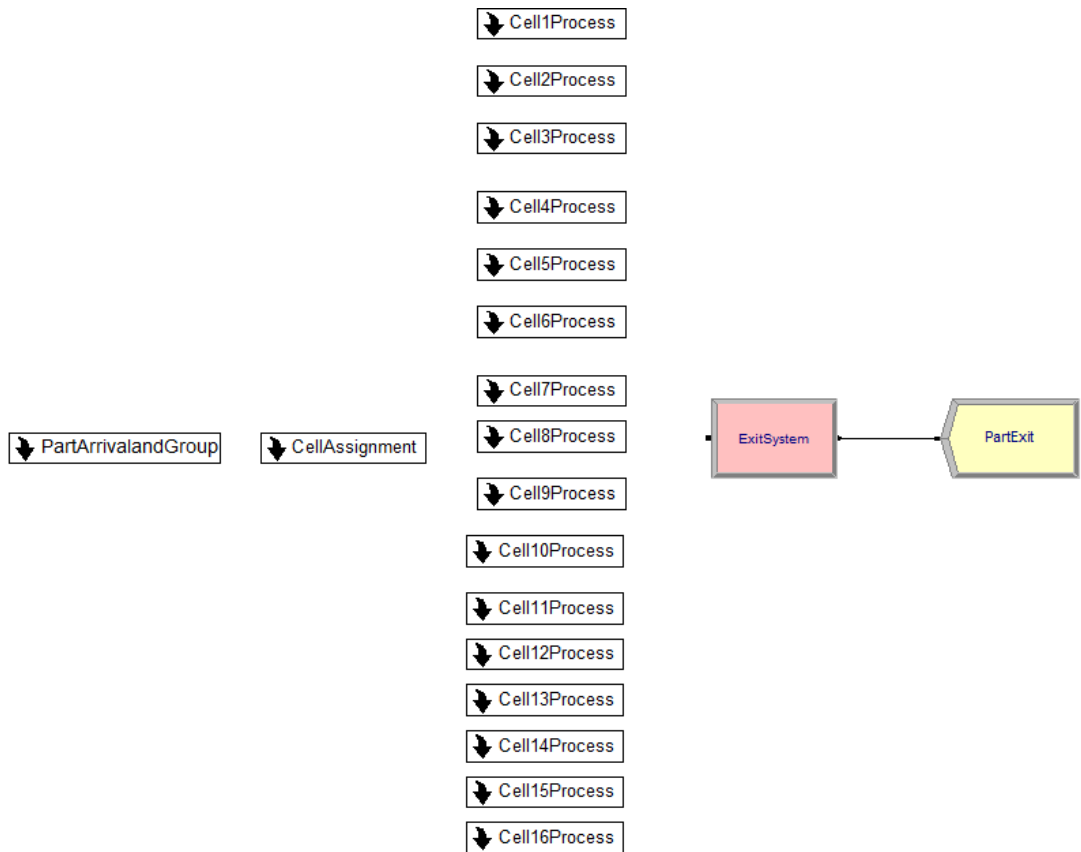 Cell1Process
Cell2Process
Cell3Process
Cell4Process
Cell5Process
Cell6Process
Cell7Process
PartArrivalandGroup
CellAssignment
Cell8Process
ExitSystem
PartExit
Cell9Process
Cell10Process
Cell11Process
Cell12Process
Cell13Process
Cell14Process
Cell15Process
Cell16Process